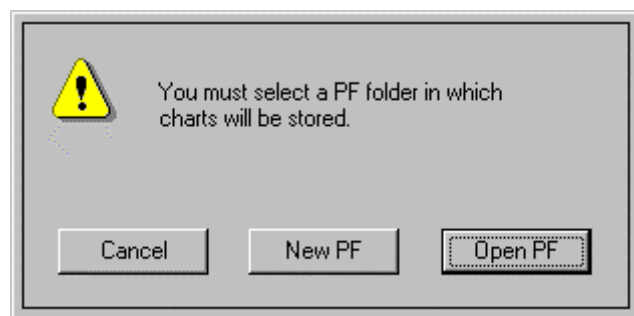 You must select a PF folder in which
charts will be stored.
Cancel New PF Open PF